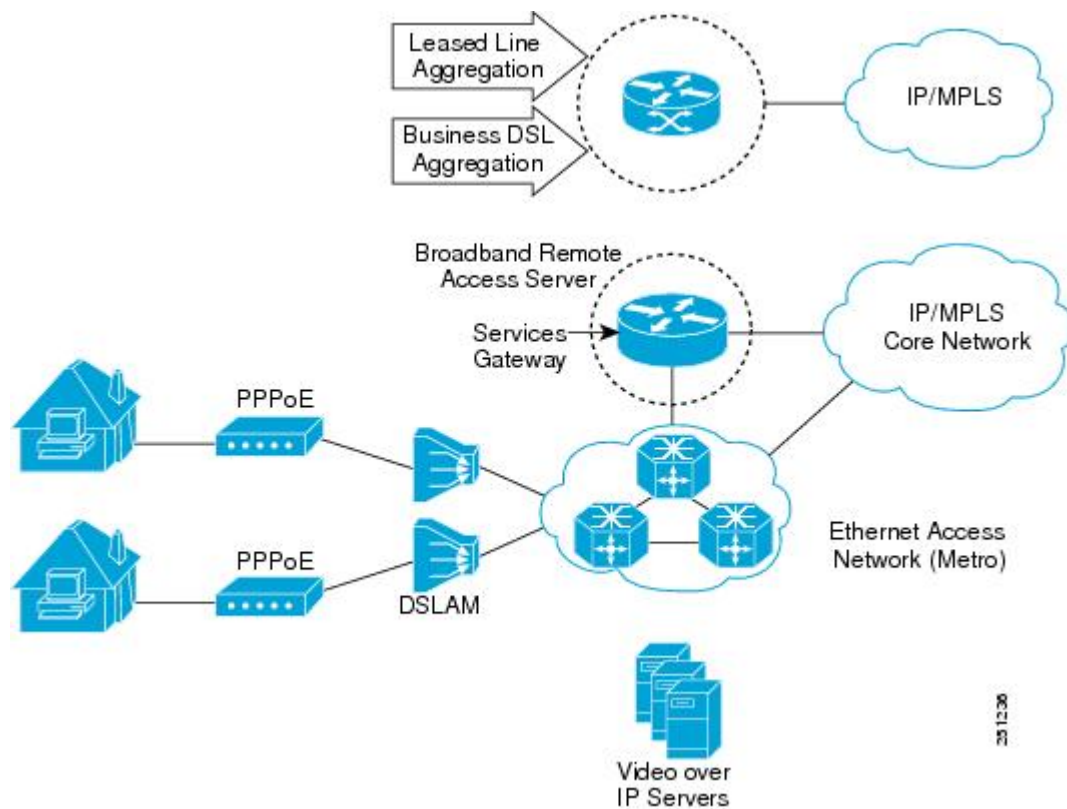 Leased Line
Aggregation
IP/MPLS
Business DSL
Aggregation
Broadband Remote
Access Server
Services
Gateway
IP/MPLS
Core Network
PPPoE
PPPoE
DSLAM
Ethernet Access
Network (Metro)
Video over
IP Servers
251236